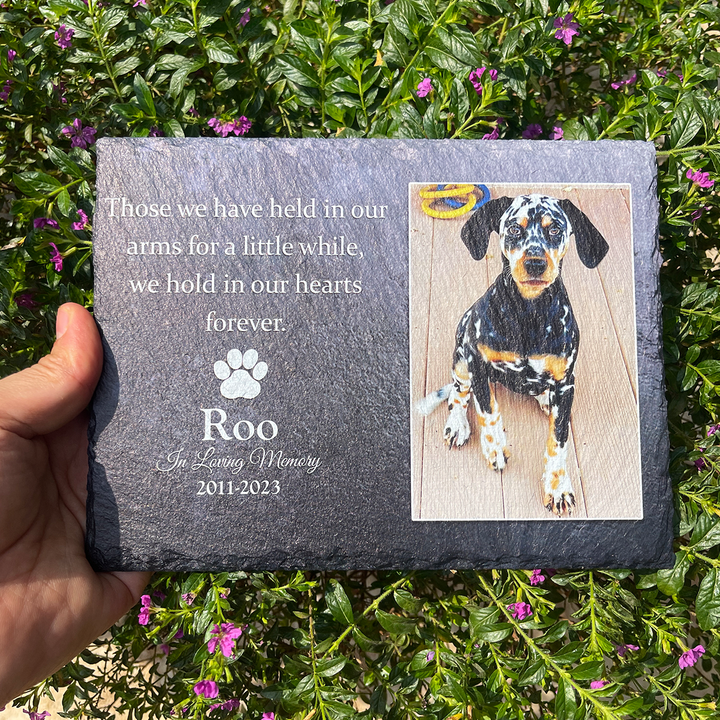 Those we have held in our
arms for a little while,
we hold in our hearts
forever.
Roo
In Loving Memory
2011-2023